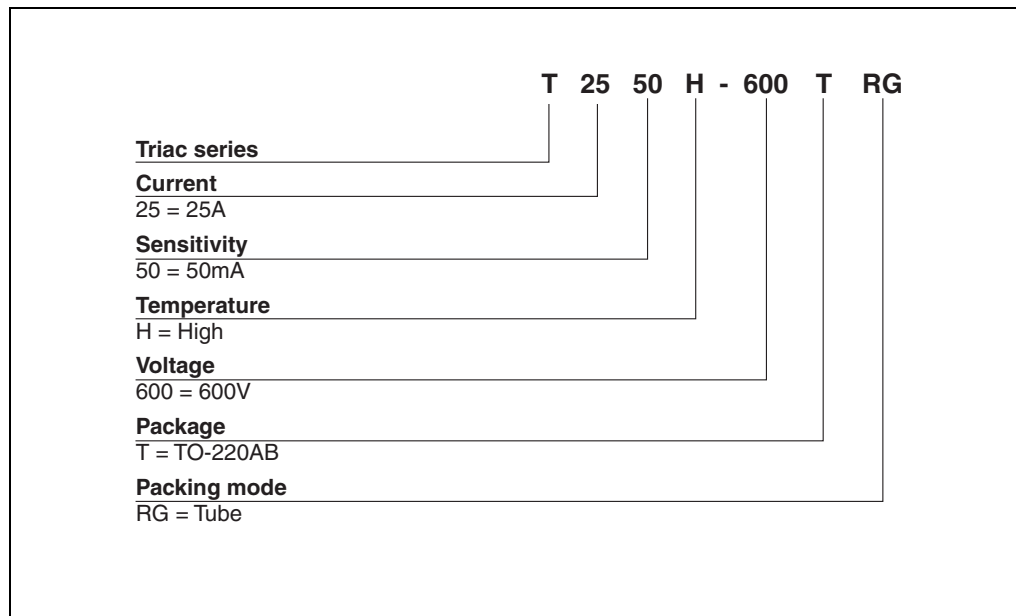 T 25 50 H - 600 T RG
Triac series
Current
25 = 25A
Sensitivity
50 = 50mA
Temperature
H = High
Voltage
600 = 600V
Package
T = TO-220AB
Packing mode
RG = Tube